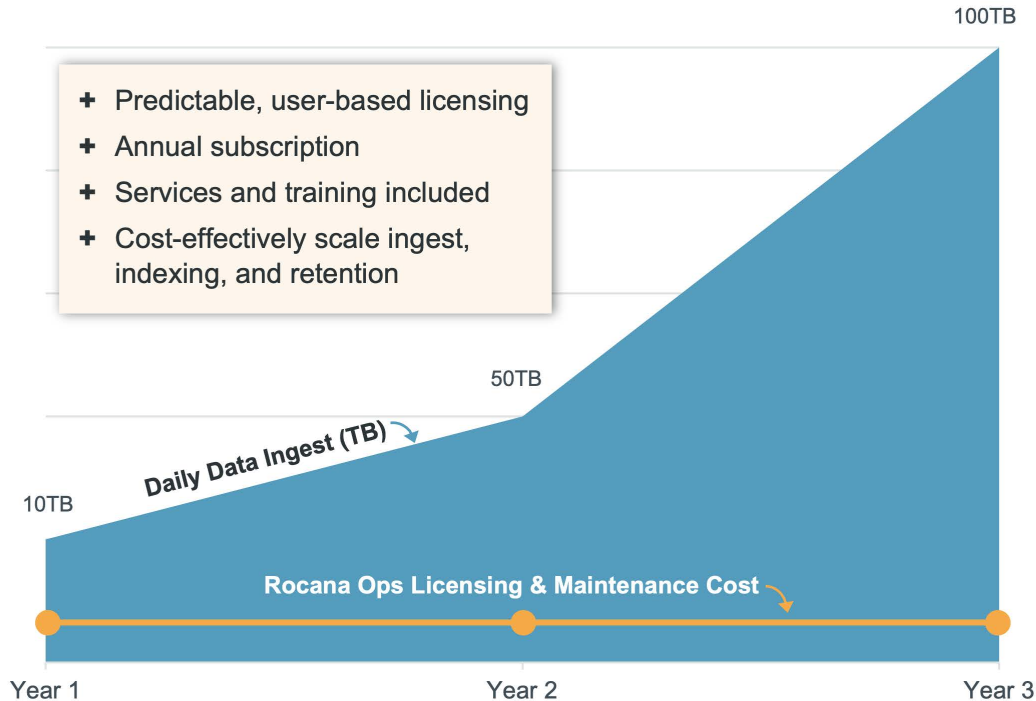 100TB
+ Predictable, user-based licensing
+ Annual subscription
+ Services and training included
+ Cost-effectively scale ingest,
indexing, and retention
50TB
Daily Data Ingest (TB)
10TB
Rocana Ops Licensing & Maintenance Cost
Year 1
Year 2
Year 3